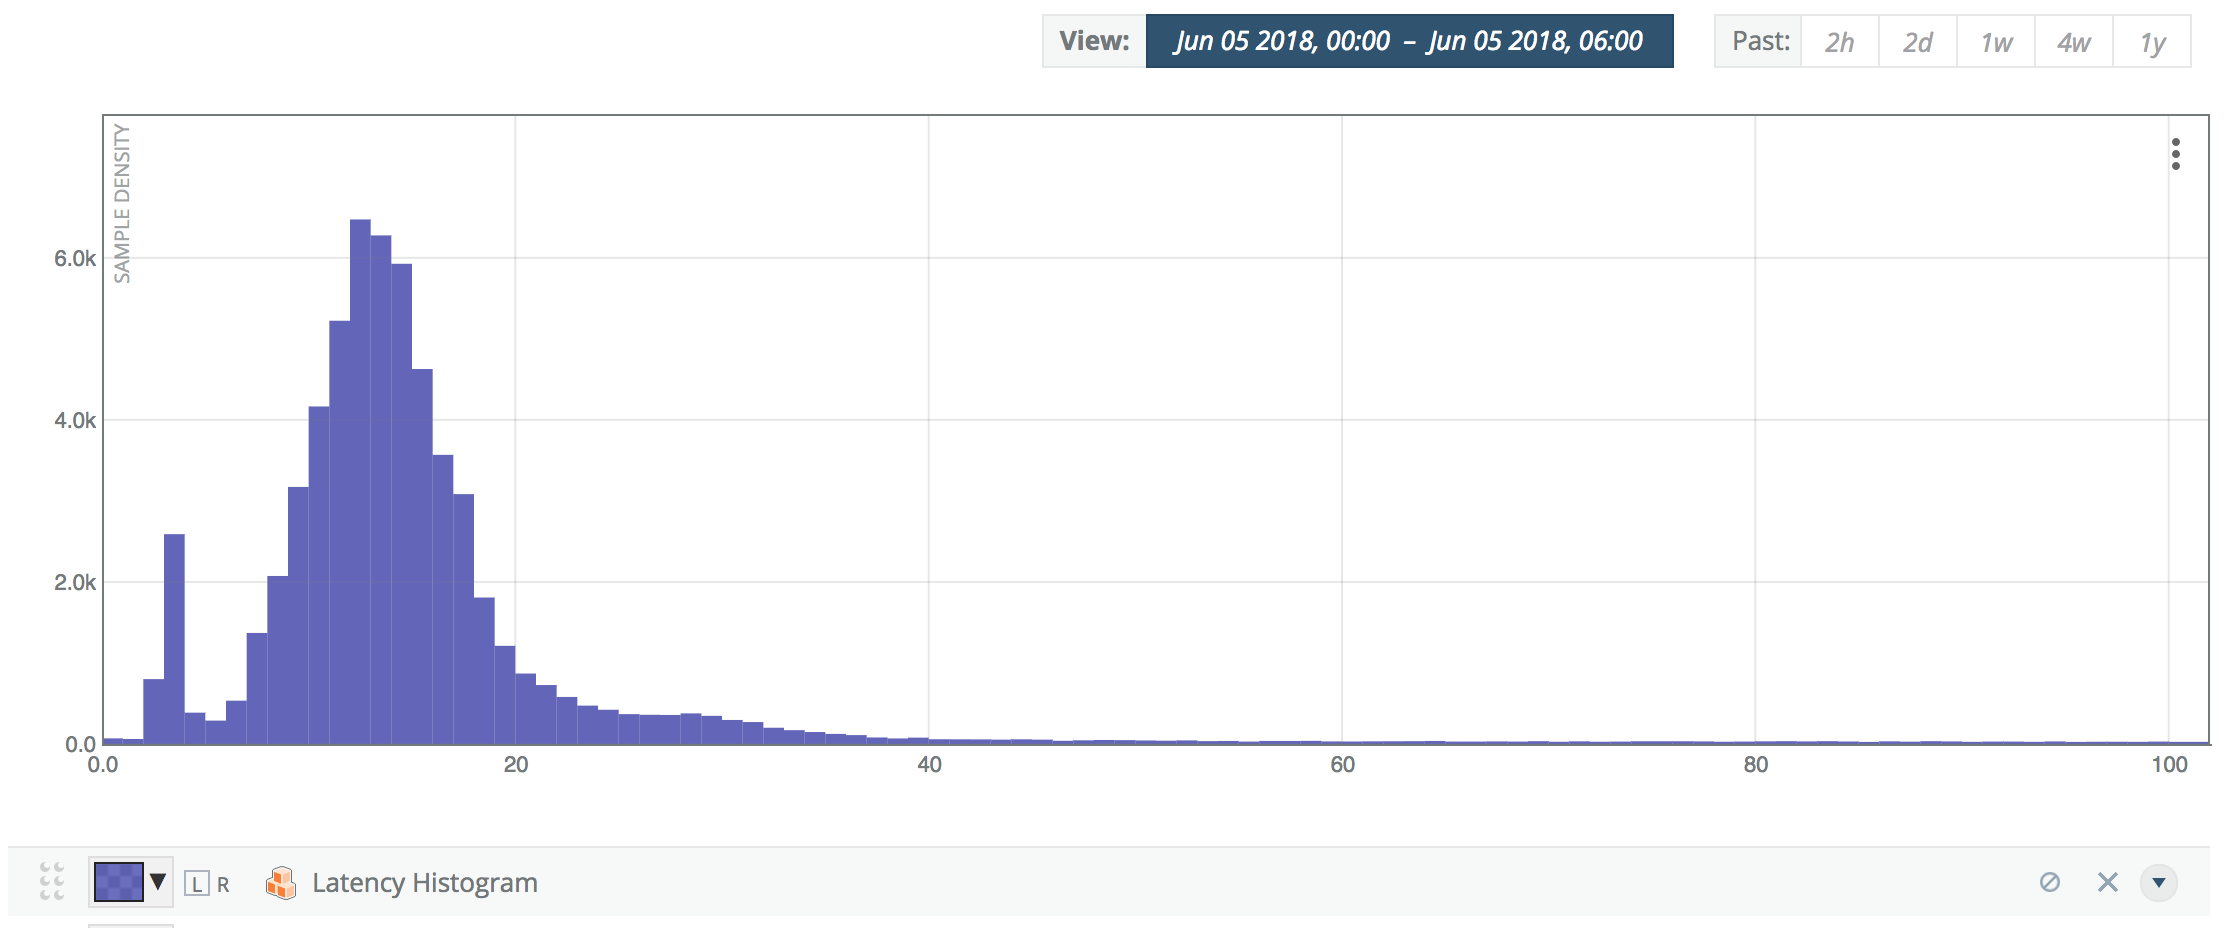 View: Jun 05 2018, 00:00 – Jun 05 2018, 06:00 Past: 2h 2d 1w 4w 1y
SAMPLE DENSITY
6.0k
4.0k
2.0k
0.0
0.0 20 40 60 80 100
L R Latency Histogram